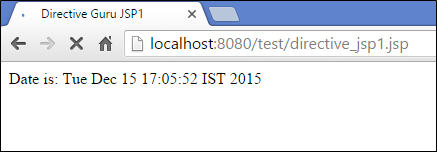 Directive Guru JSP1
localhost:8080/test/directive_jsp1.jsp
Date is: Tue Dec 15 17:05:52 IST 2015